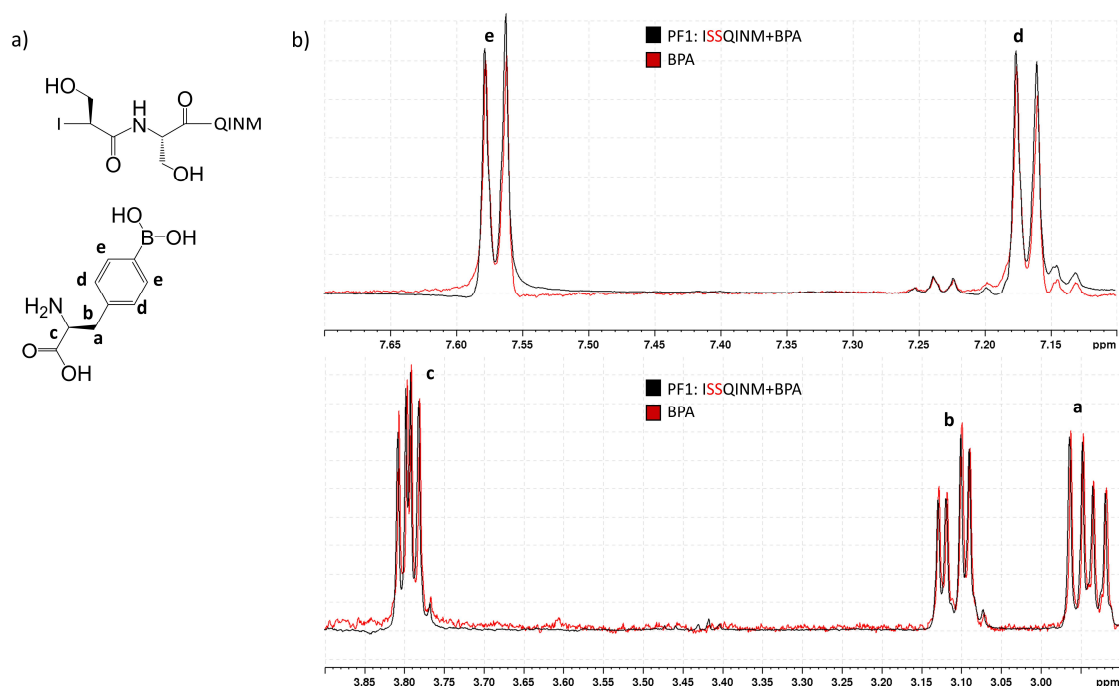 a)
HO
I
H
N
O
O
QINM
OH
HO
B
OH
e
e
d
d
H2N
b
c
a
O
OH
b)
e
d
PF1: ISSQINM+BPA
BPA
7.65 7.60 7.55 7.50 7.45 7.40 7.35 7.30 7.25 7.20 7.15 ppm
c
b
a
PF1: ISSQINM+BPA
BPA
3.85 3.80 3.75 3.70 3.65 3.60 3.55 3.50 3.45 3.40 3.35 3.30 3.25 3.20 3.15 3.10 3.05 3.00 ppm